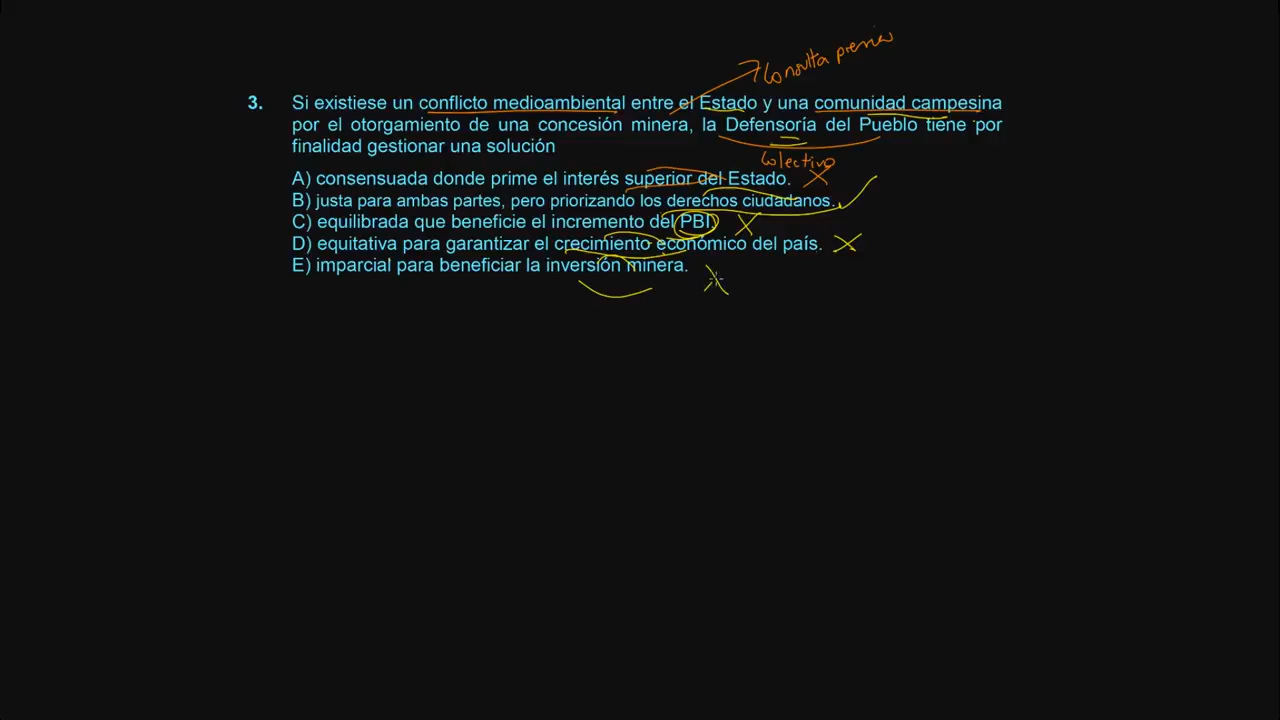 Consulta previa
3. Si existiese un conflicto medioambiental entre el Estado y una comunidad campesina
por el otorgamiento de una concesión minera, la Defensoría del Pueblo tiene por
finalidad gestionar una solución
Colectivo
A) consensuada donde prime el interés superior del Estado.
B) justa para ambas partes, pero priorizando los derechos ciudadanos.
C) equilibrada que beneficie el incremento del PBI.
D) equitativa para garantizar el crecimiento económico del país.
E) imparcial para beneficiar la inversión minera.